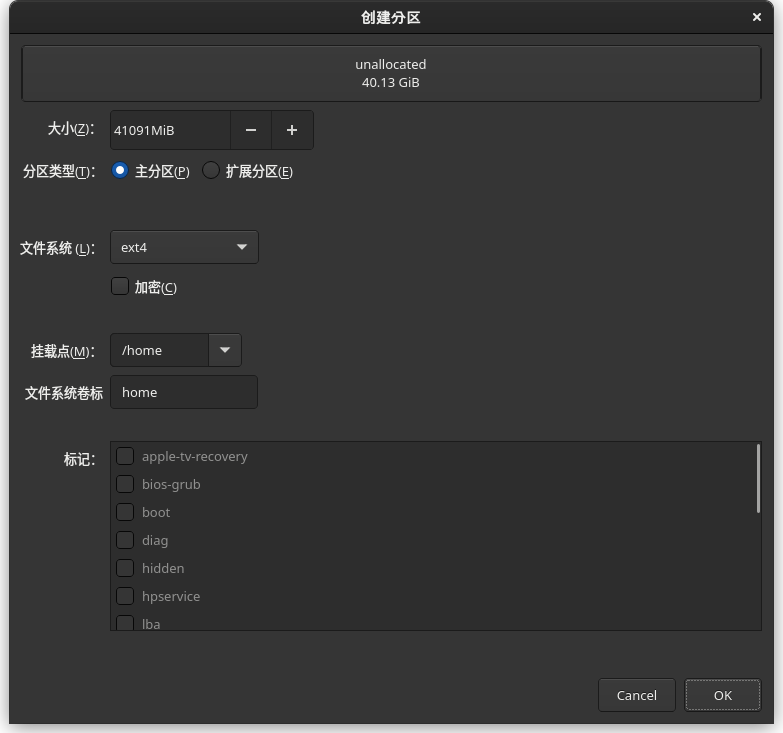 创建分区
×
unallocated
40.13 GiB
大小(Z)： 41091MiB − +
分区类型(T)： 主分区(P) 扩展分区(E)
文件系统 (L)： ext4
加密(C)
挂载点(M)： /home
文件系统卷标 home
标记： apple-tv-recovery
bios-grub
boot
diag
hidden
hpservice
lba
Cancel OK